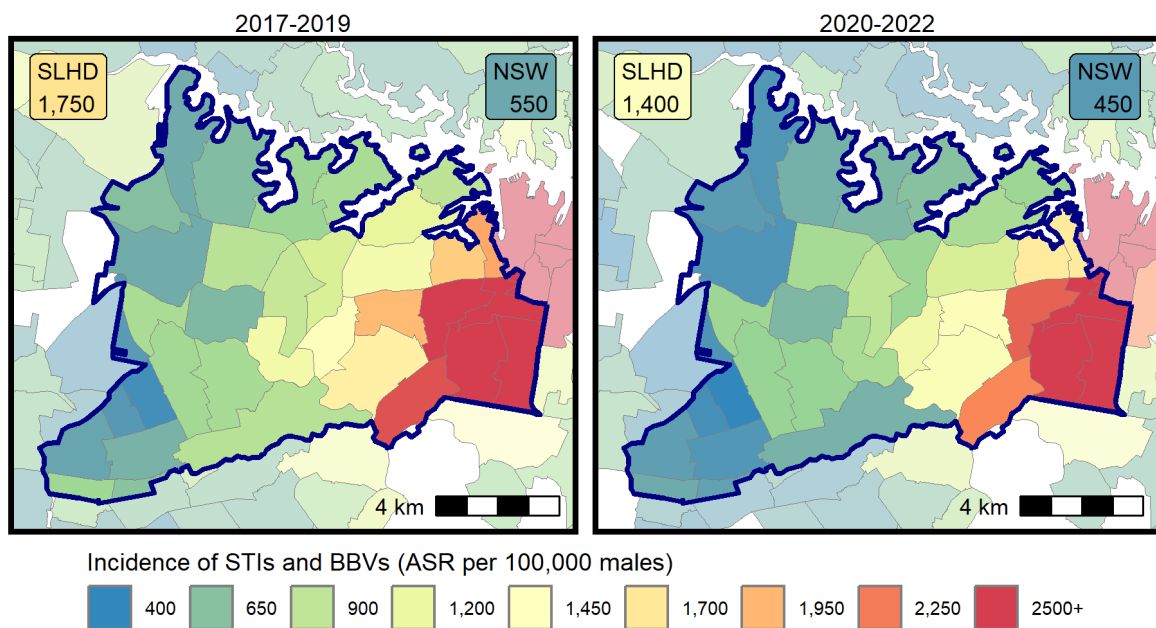 2017-2019
2020-2022
SLHD
1,750
NSW
550
SLHD
1,400
NSW
450
4 km
4 km
Incidence of STIs and BBVs (ASR per 100,000 males)
400 650 900 1,200 1,450 1,700 1,950 2,250 2500+